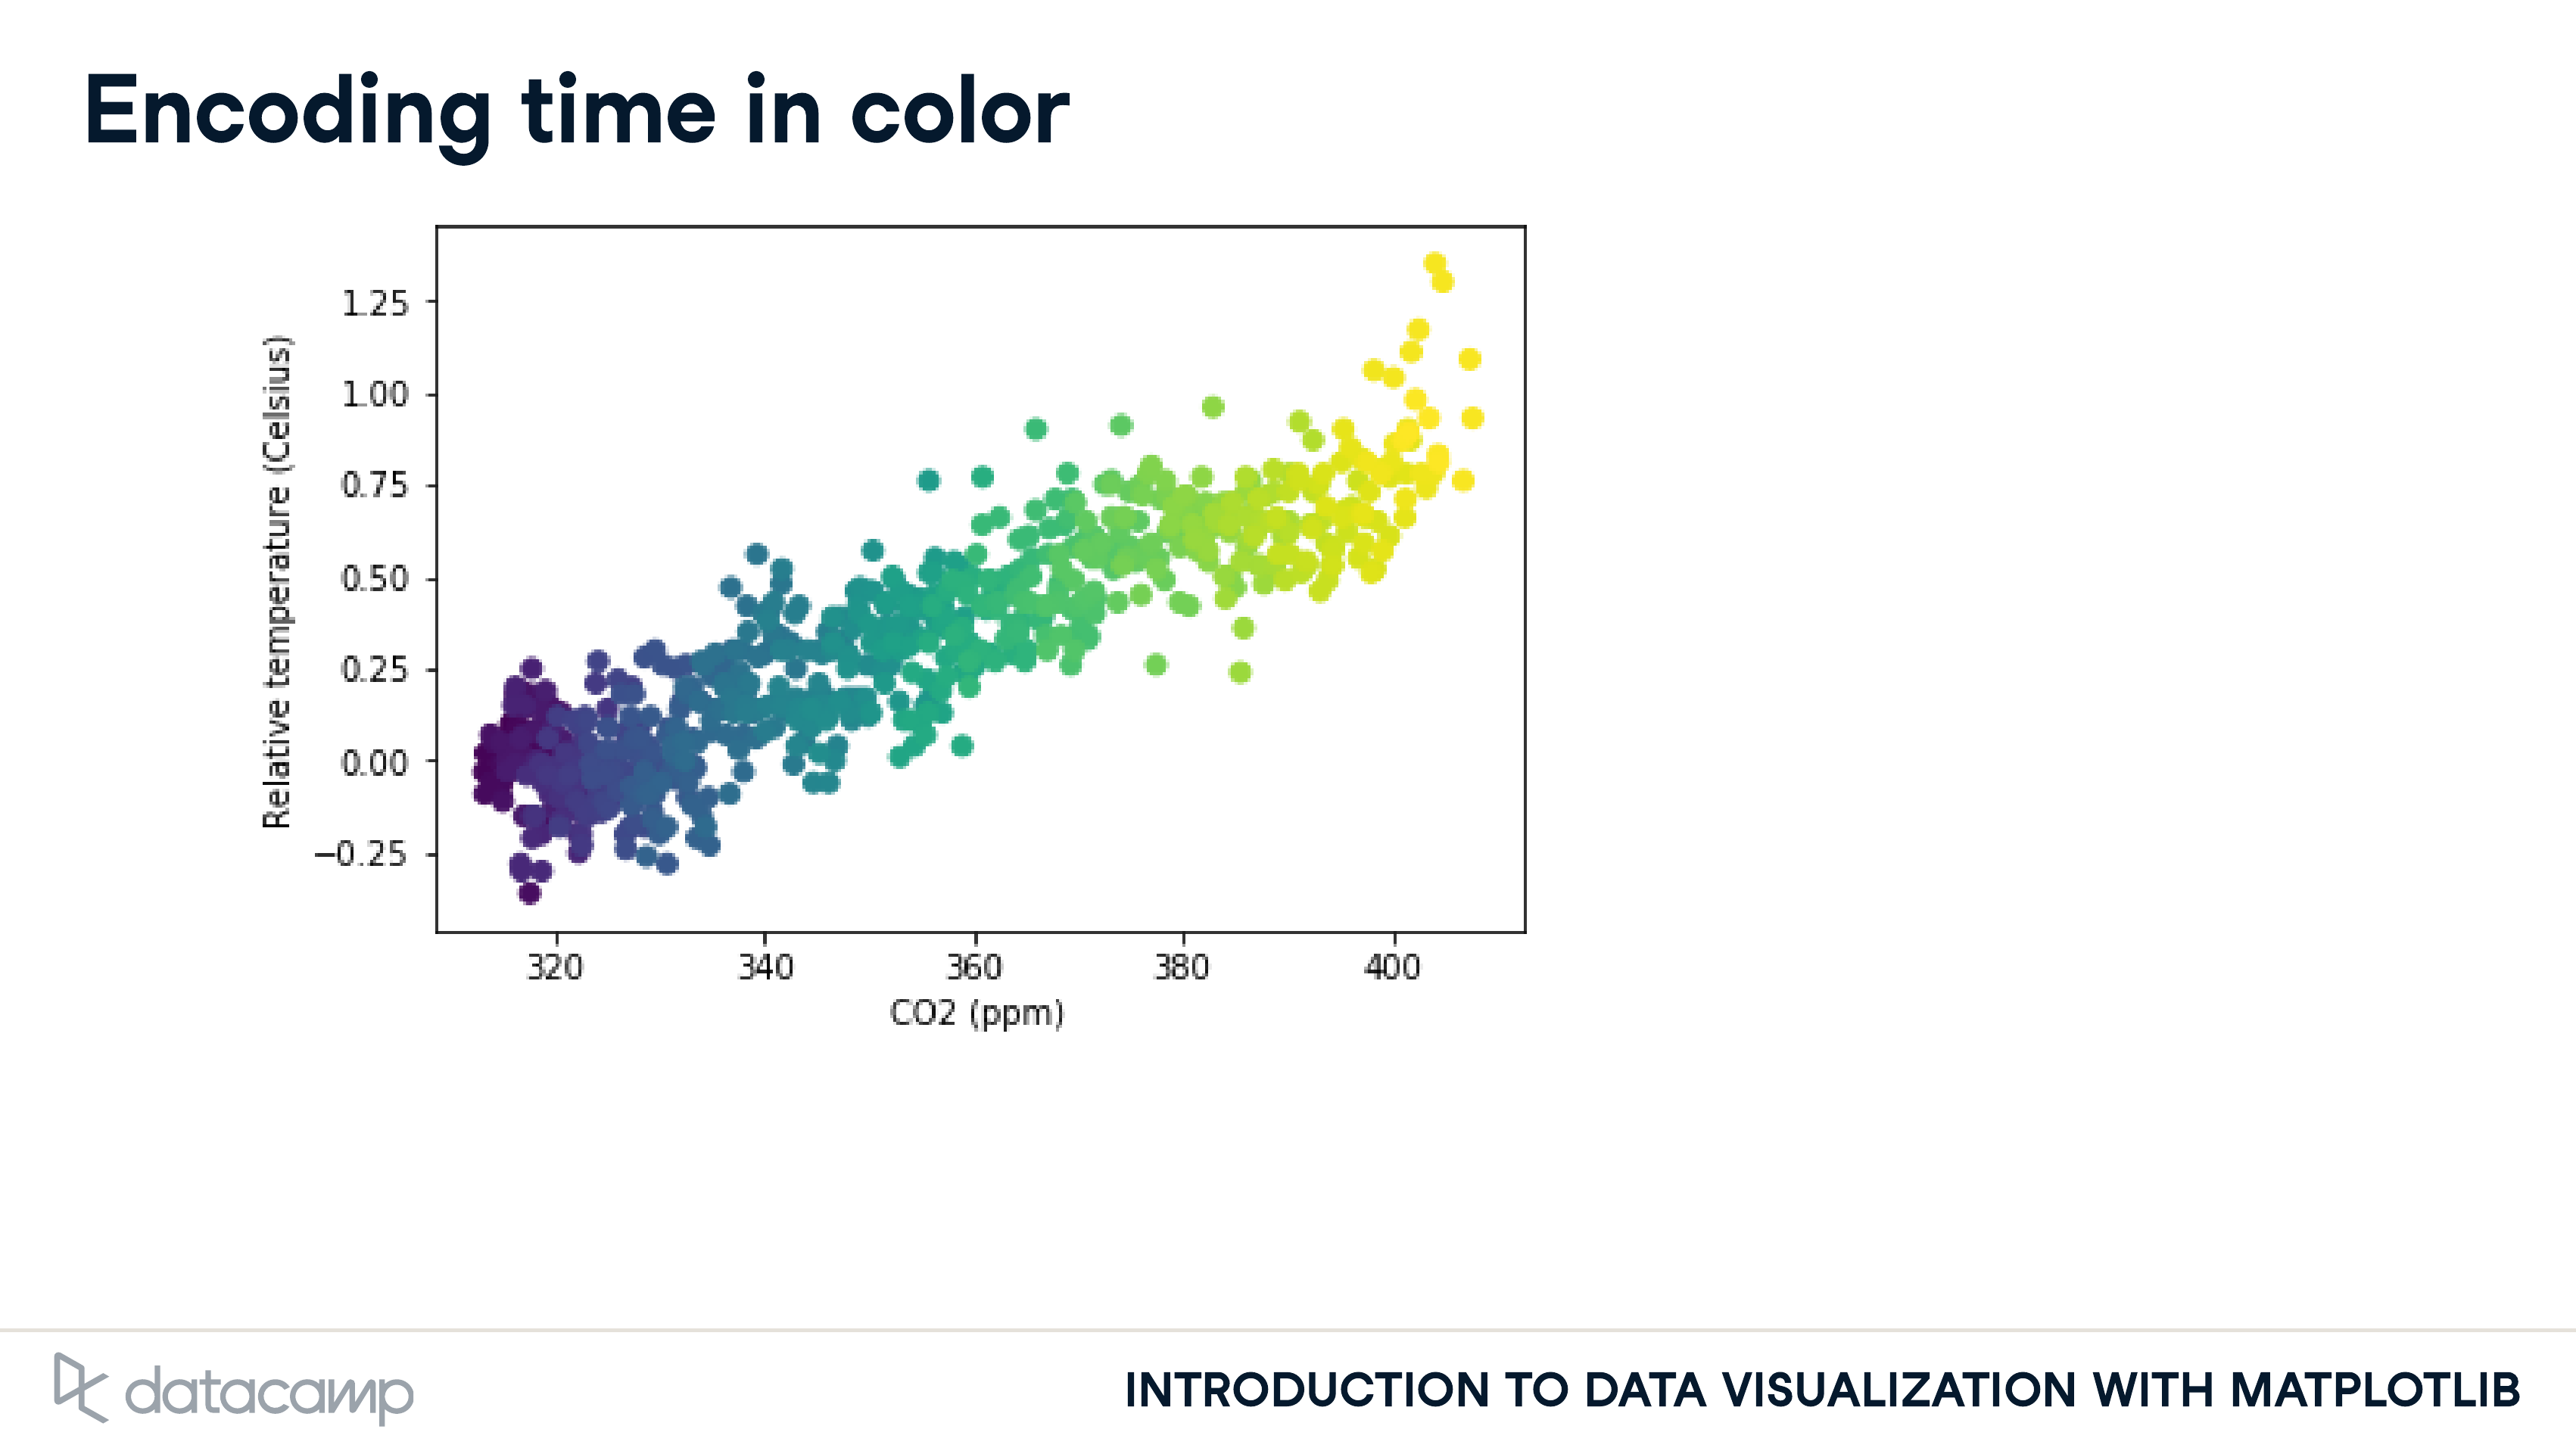 Encoding time in color
Relative temperature (Celsius)
1.25
1.00
0.75
0.50
0.25
0.00
−0.25
320 340 360 380 400
CO2 (ppm)
datacamp
INTRODUCTION TO DATA VISUALIZATION WITH MATPLOTLIB